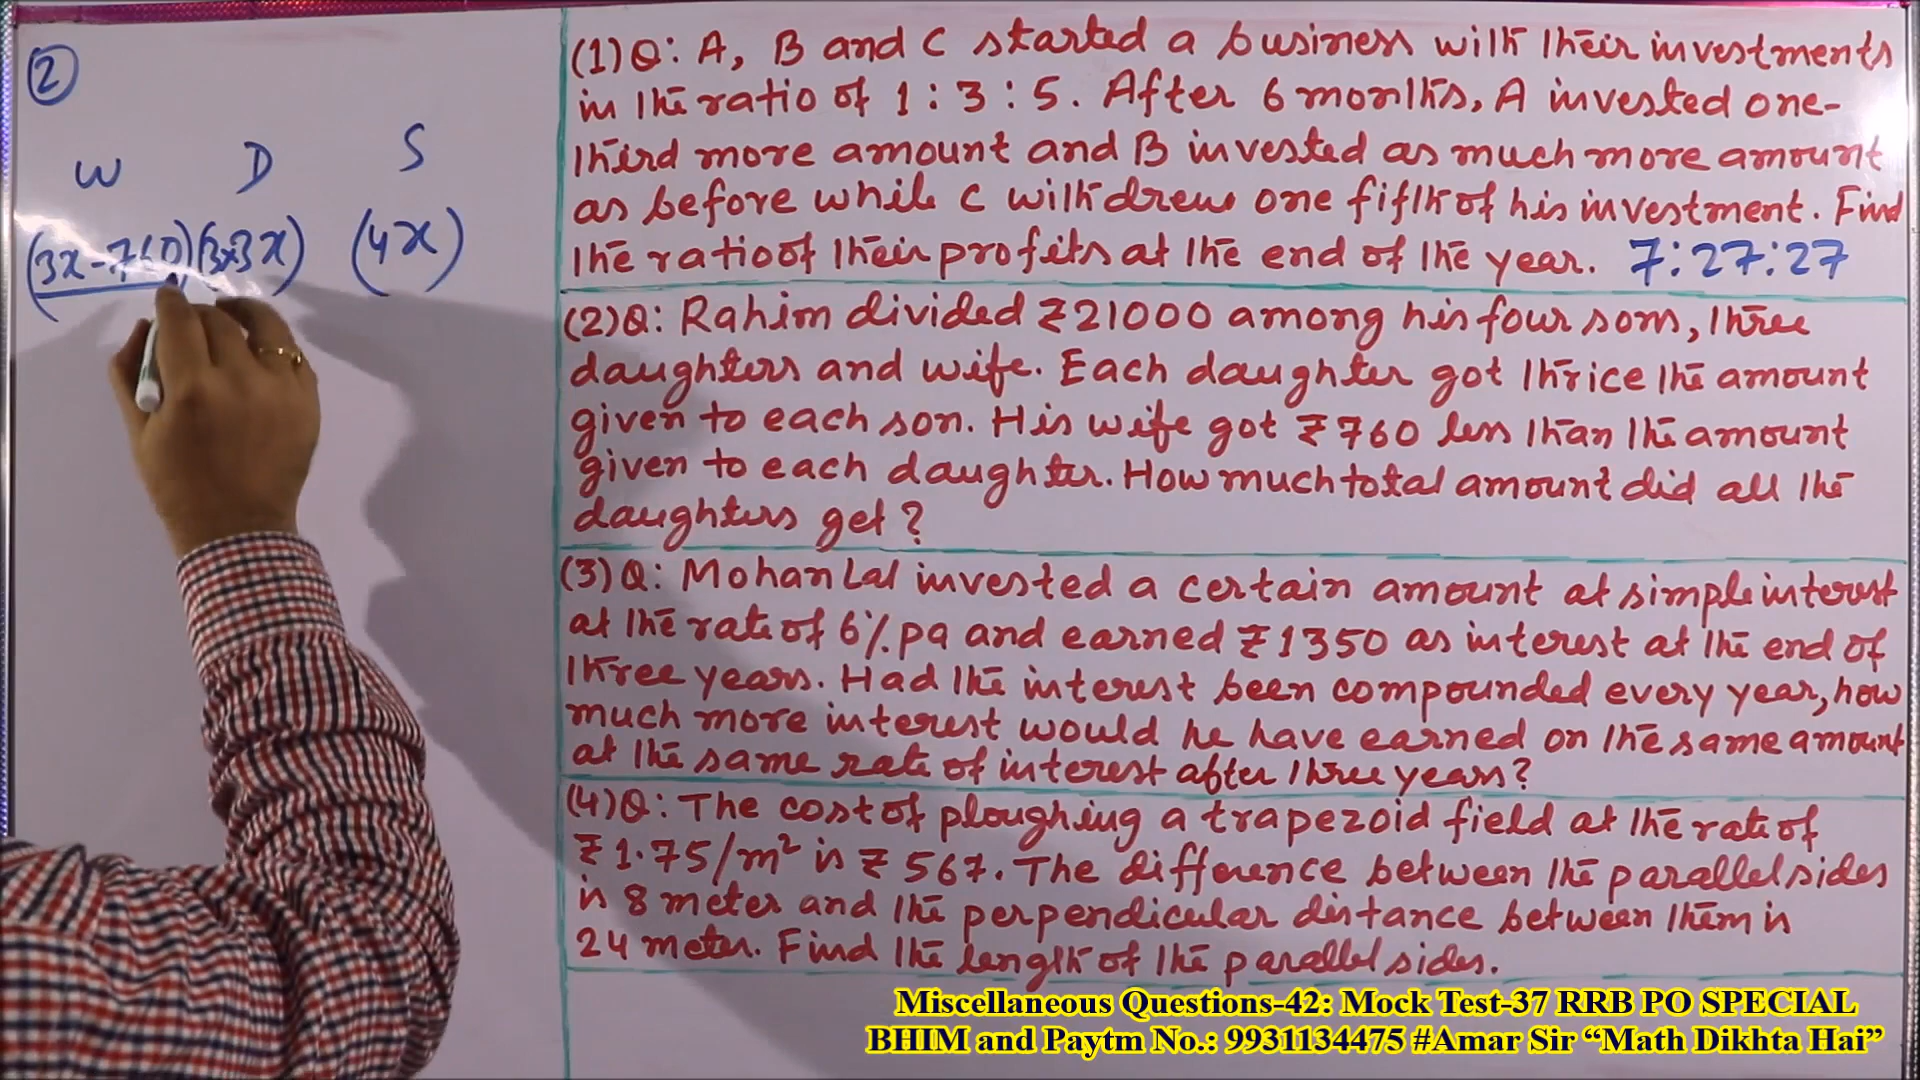 ②
W D S
(3x-760) (3×3x) (4x)
(1) Q: A, B and C started a business with their investments
in the ratio of 1 : 3 : 5. After 6 months, A invested one-
third more amount and B invested as much more amount
as before while C withdrew one fifth of his investment. Find
the ratio of their profits at the end of the year. 7:27:27
(2) Q: Rahim divided ₹21000 among his four sons, three
daughters and wife. Each daughter got thrice the amount
given to each son. His wife got ₹760 less than the amount
given to each daughter. How much total amount did all the
daughters get?
(3) Q: Mohan Lal invested a certain amount at simple interest
at the rate of 6% pa and earned ₹1350 as interest at the end of
three years. Had the interest been compounded every year, how
much more interest would he have earned on the same amount
at the same rate of interest after three years?
(4) Q: The cost of ploughing a trapezoid field at the rate of
₹1.75/m² is ₹567. The difference between the parallel sides
is 8 meter and the perpendicular distance between them is
24 meter. Find the length of the parallel sides.
Miscellaneous Questions-42: Mock Test-37 RRB PO SPECIAL
BHIM and Paytm No.: 9931134475 #Amar Sir “Math Dikhta Hai”